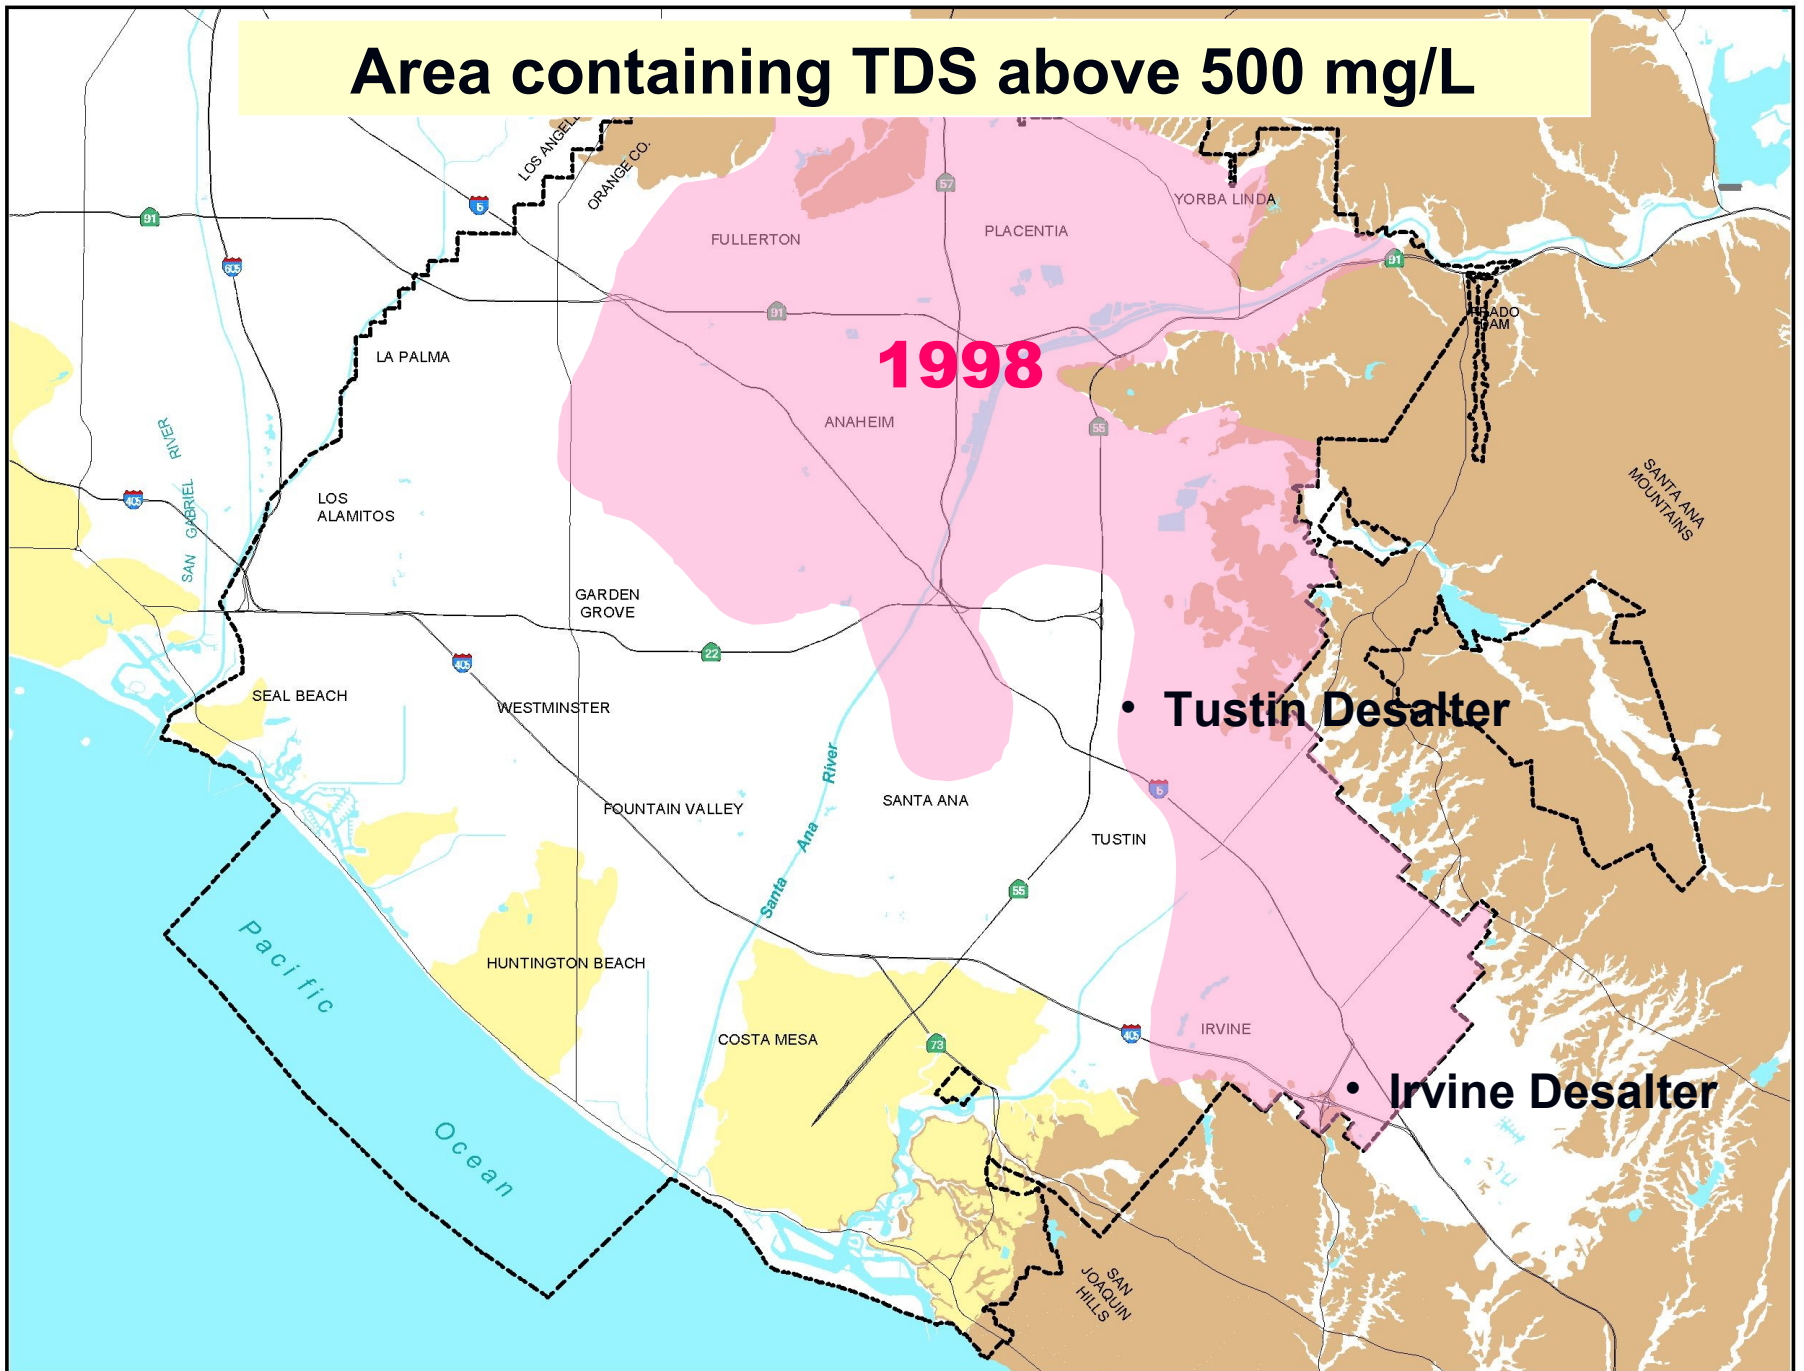 Area containing TDS above 500 mg/L
LOS ANGELE
ORANGE CO.
57
YORBA LINDA
5
91
FULLERTON
PLACENTIA
605
91
91
PRADO
DAM
1998
LA PALMA
ANAHEIM
55
SAN GABRIEL RIVER
405
LOS
ALAMITOS
SANTA ANA
MOUNTAINS
GARDEN
GROVE
22
405
SEAL BEACH
WESTMINSTER
• Tustin Desalter
Santa Ana River
5
FOUNTAIN VALLEY
SANTA ANA
TUSTIN
55
Pacific
Ocean
HUNTINGTON BEACH
COSTA MESA
73
405
IRVINE
• Irvine Desalter
SAN
JOAQUIN
HILLS